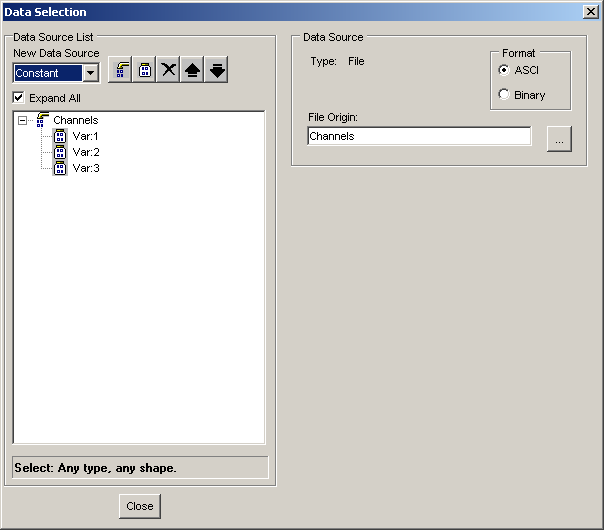 Data Selection
Data Source List
New Data Source
Constant
Expand All
Channels
Var:1
Var:2
Var:3
Select: Any type, any shape.
Close
Data Source
Type: File
Format
ASCI
Binary
File Origin:
Channels
...